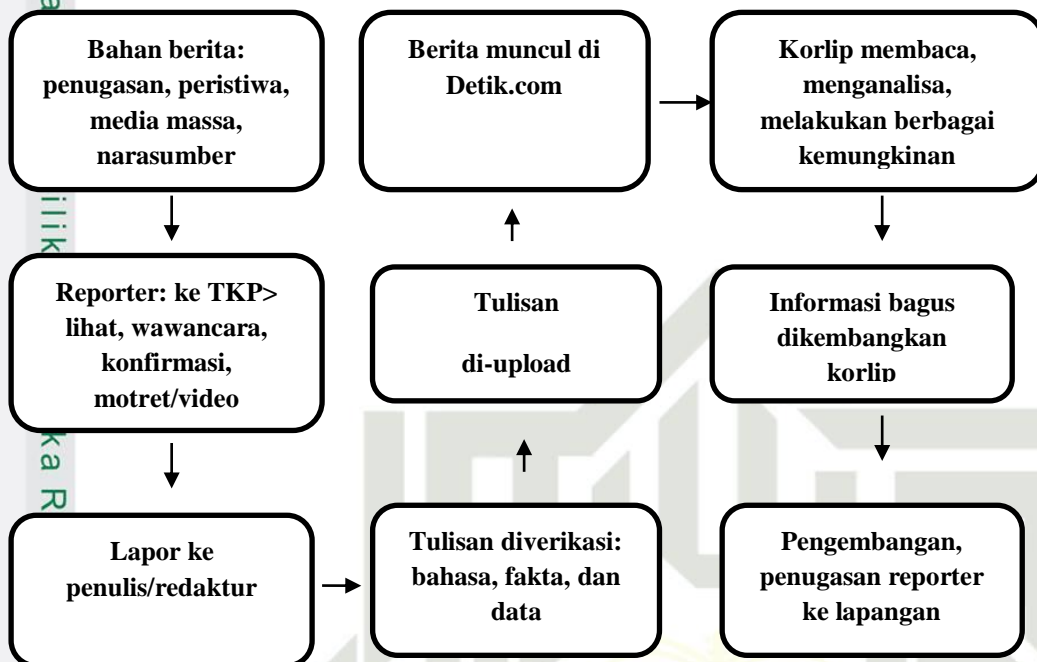 Bahan berita:
penugasan, peristiwa,
media massa,
narasumber
Reporter: ke TKP>
lihat, wawancara,
konfirmasi,
motret/video
Lapor ke
penulis/redaktur
Tulisan diverikasi:
bahasa, fakta, dan
data
Tulisan
di-upload
Berita muncul di
Detik.com
Korlip membaca,
menganalisa,
melakukan berbagai
kemungkinan
Informasi bagus
dikembangkan
korlip
Pengembangan,
penugasan reporter
ke lapangan
ilik
ka R